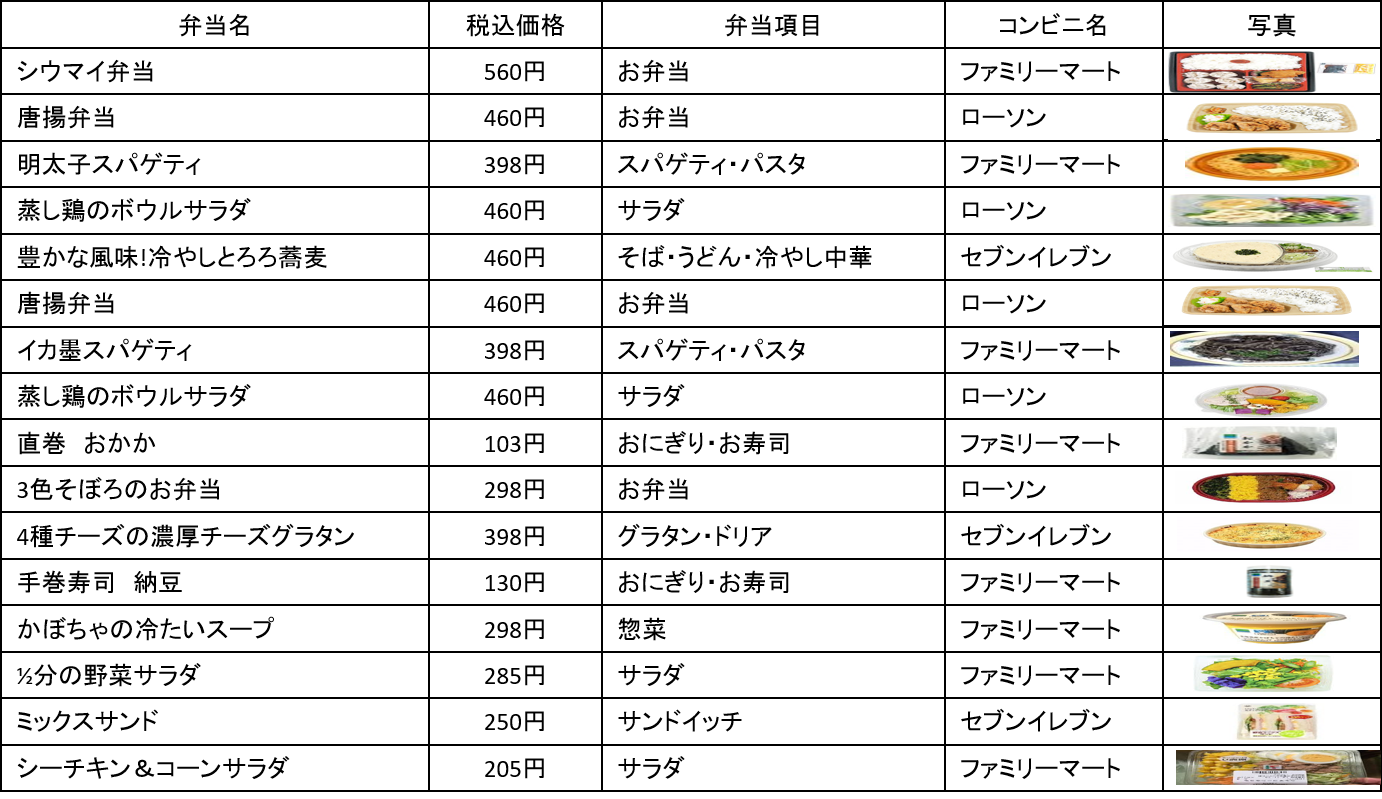 弁当名 税込価格 弁当項目 コンビニ名 写真
シウマイ弁当 560円 お弁当 ファミリーマート
唐揚弁当 460円 お弁当 ローソン
明太子スパゲティ 398円 スパゲティ・パスタ ファミリーマート
蒸し鶏のボウルサラダ 460円 サラダ ローソン
豊かな風味!冷やしとろろ蕎麦 460円 そば・うどん・冷やし中華 セブンイレブン
唐揚弁当 460円 お弁当 ローソン
イカ墨スパゲティ 398円 スパゲティ・パスタ ファミリーマート
蒸し鶏のボウルサラダ 460円 サラダ ローソン
直巻　おかか 103円 おにぎり・お寿司 ファミリーマート
3色そぼろのお弁当 298円 お弁当 ローソン
4種チーズの濃厚チーズグラタン 398円 グラタン・ドリア セブンイレブン
手巻寿司　納豆 130円 おにぎり・お寿司 ファミリーマート
かぼちゃの冷たいスープ 298円 惣菜 ファミリーマート
½分の野菜サラダ 285円 サラダ ファミリーマート
ミックスサンド 250円 サンドイッチ セブンイレブン
シーチキン＆コーンサラダ 205円 サラダ ファミリーマート